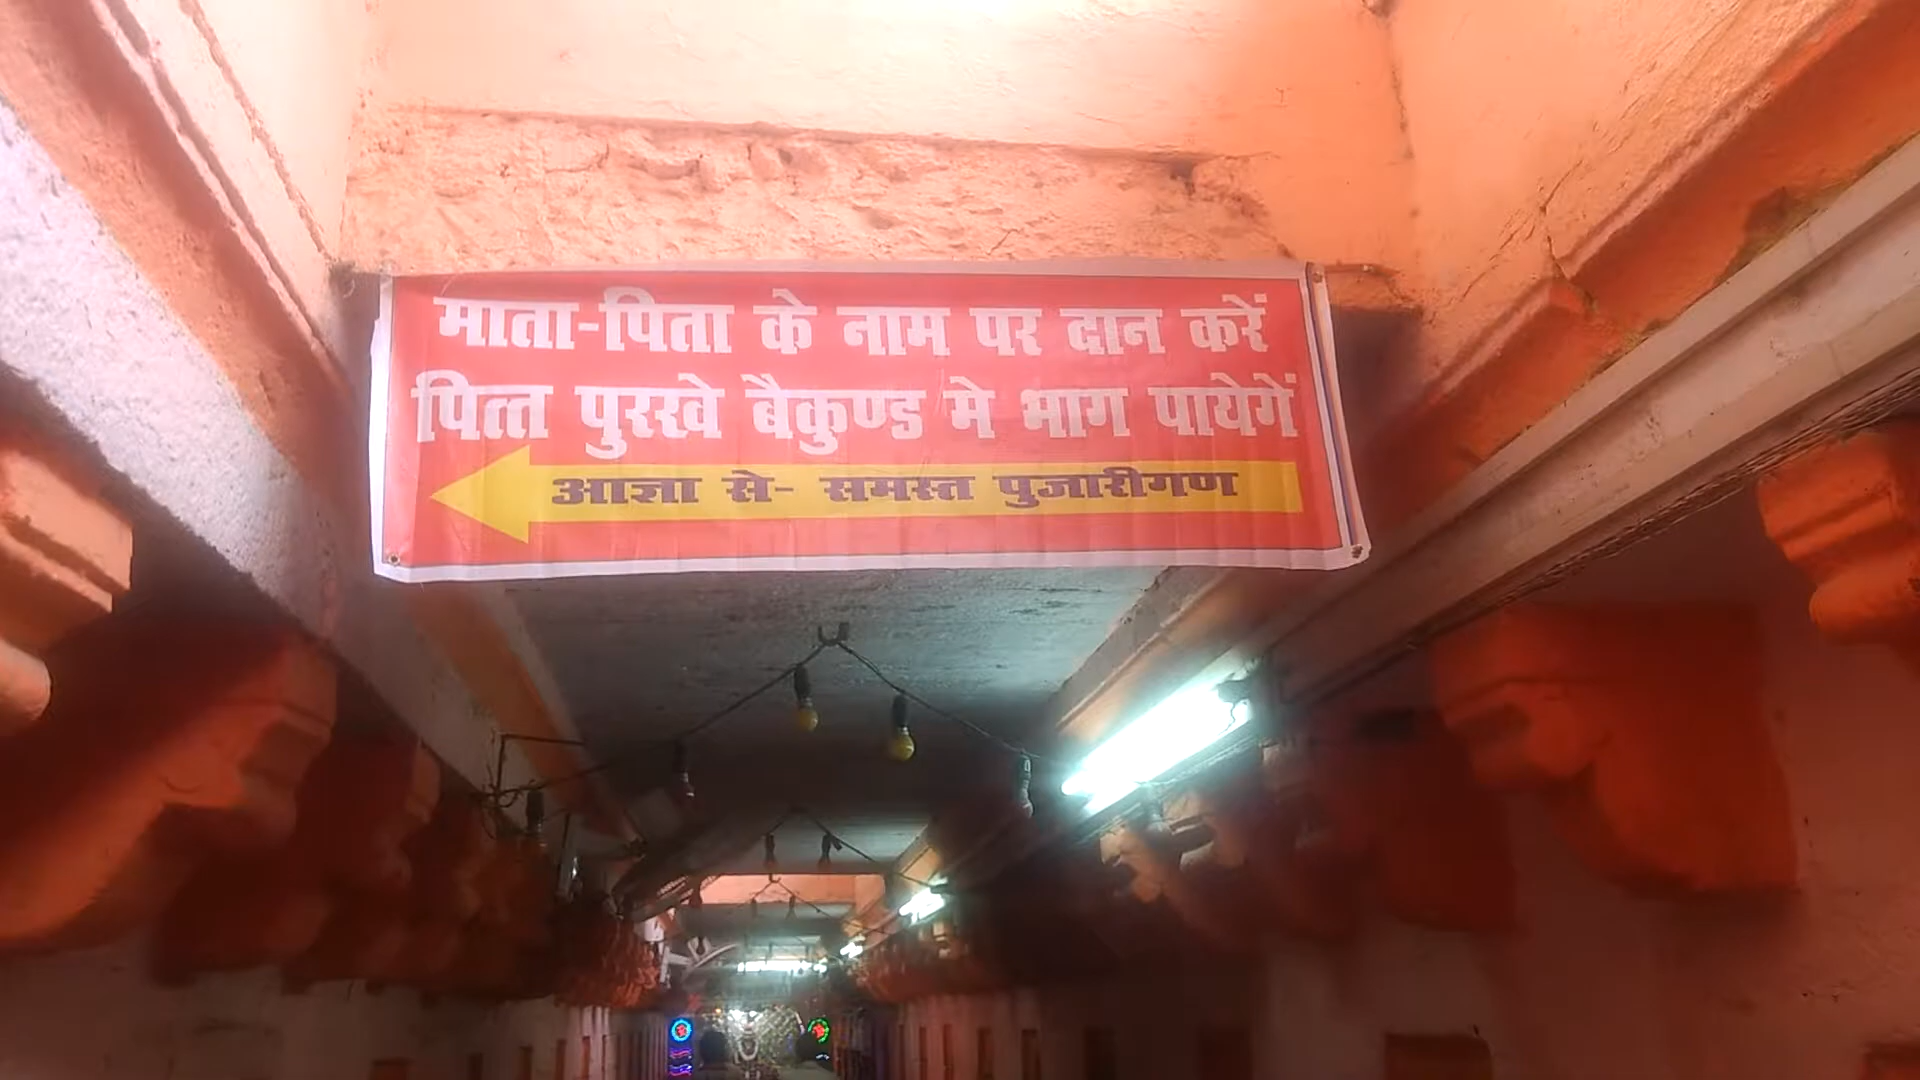 माता-पिता के नाम पर दान करें
पित्त पुरखे बैकुण्ड मे भाग पायेगें
आज्ञा से- समस्त पुजारीगण